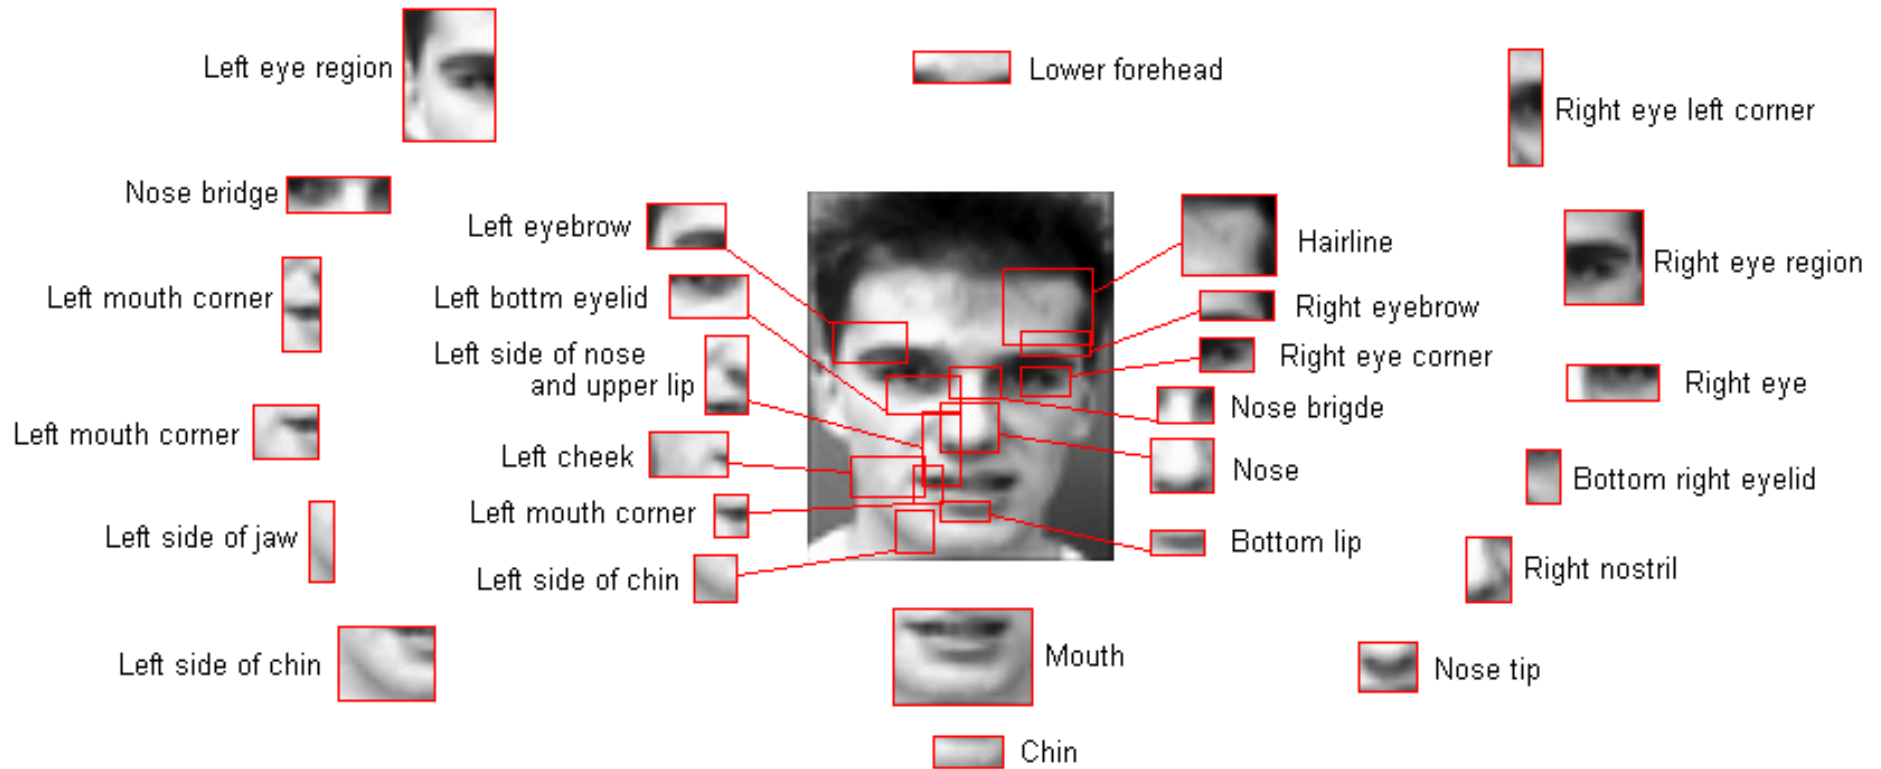 Left eye region
Lower forehead
Right eye left corner
Nose bridge
Left eyebrow
Hairline
Right eye region
Left mouth corner
Left bottm eyelid
Right eyebrow
Left side of nose
and upper lip
Right eye corner
Right eye
Nose brigde
Left mouth corner
Left cheek
Nose
Bottom right eyelid
Left mouth corner
Left side of jaw
Bottom lip
Right nostril
Left side of chin
Left side of chin
Mouth
Nose tip
Chin